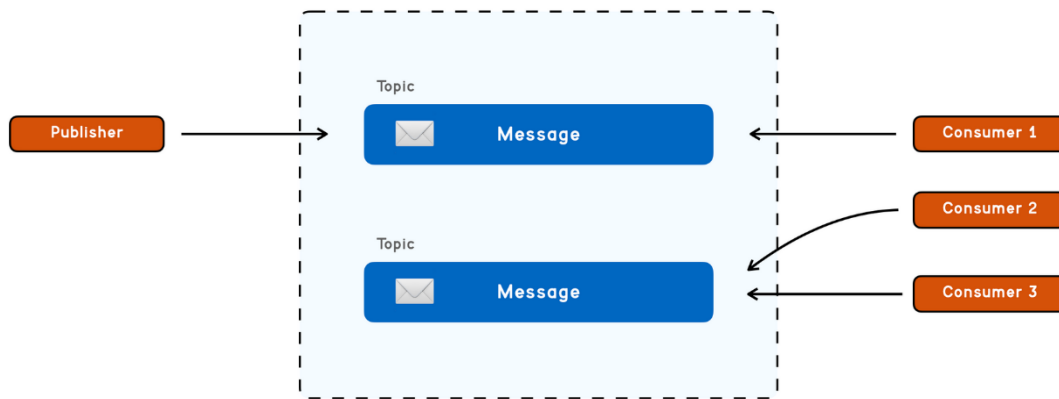 Topic
Publisher
Message
Consumer 1
Consumer 2
Topic
Message
Consumer 3